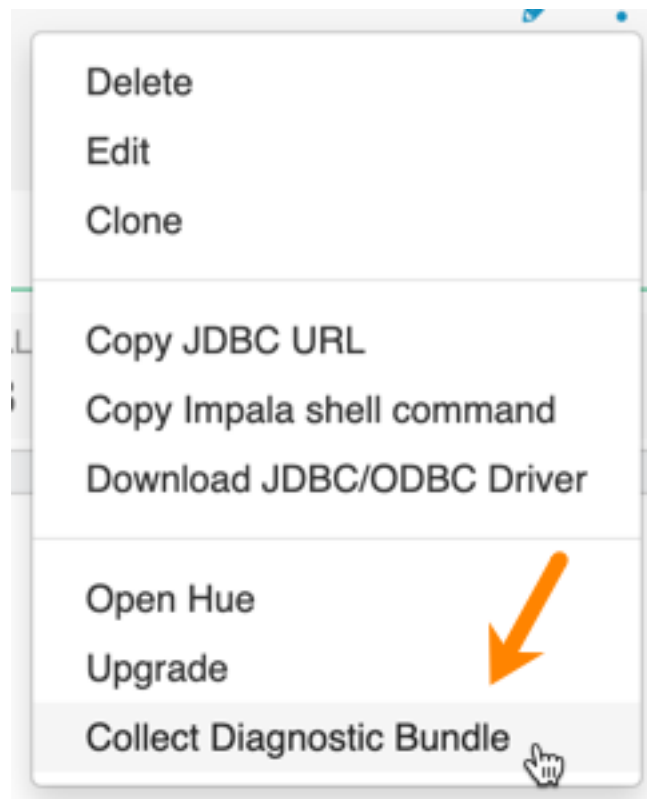 Delete
Edit
Clone
Copy JDBC URL
Copy Impala shell command
Download JDBC/ODBC Driver
Open Hue
Upgrade
Collect Diagnostic Bundle